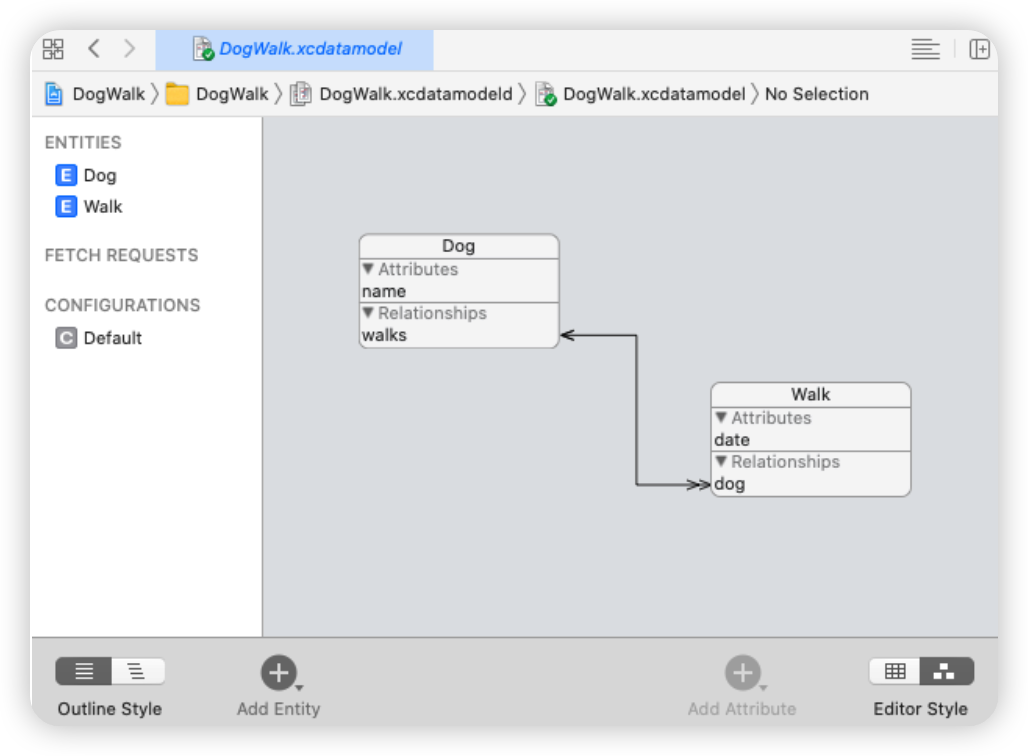 DogWalk.xcdatamodel
DogWalk 〉 DogWalk 〉 DogWalk.xcdatamodeld 〉 DogWalk.xcdatamodel 〉 No Selection
ENTITIES
E Dog
E Walk
FETCH REQUESTS
CONFIGURATIONS
C Default
Dog
▼ Attributes
name
▼ Relationships
walks
Walk
▼ Attributes
date
▼ Relationships
dog
Outline Style
Add Entity
Add Attribute
Editor Style